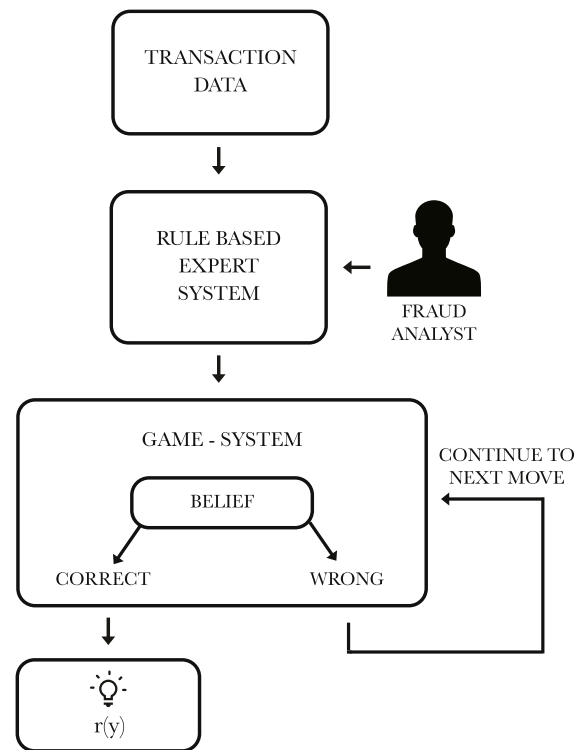 TRANSACTION
DATA
RULE BASED
EXPERT
SYSTEM
FRAUD
ANALYST
GAME - SYSTEM
BELIEF
CORRECT
WRONG
CONTINUE TO
NEXT MOVE
r(y)